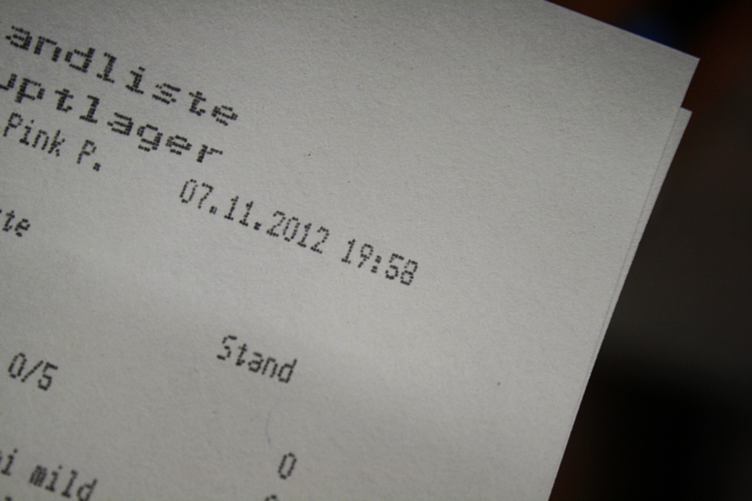 andliste
uptlager
Pink P.
07.11.2012 19:58
te
Stand
0/5
0
i mild